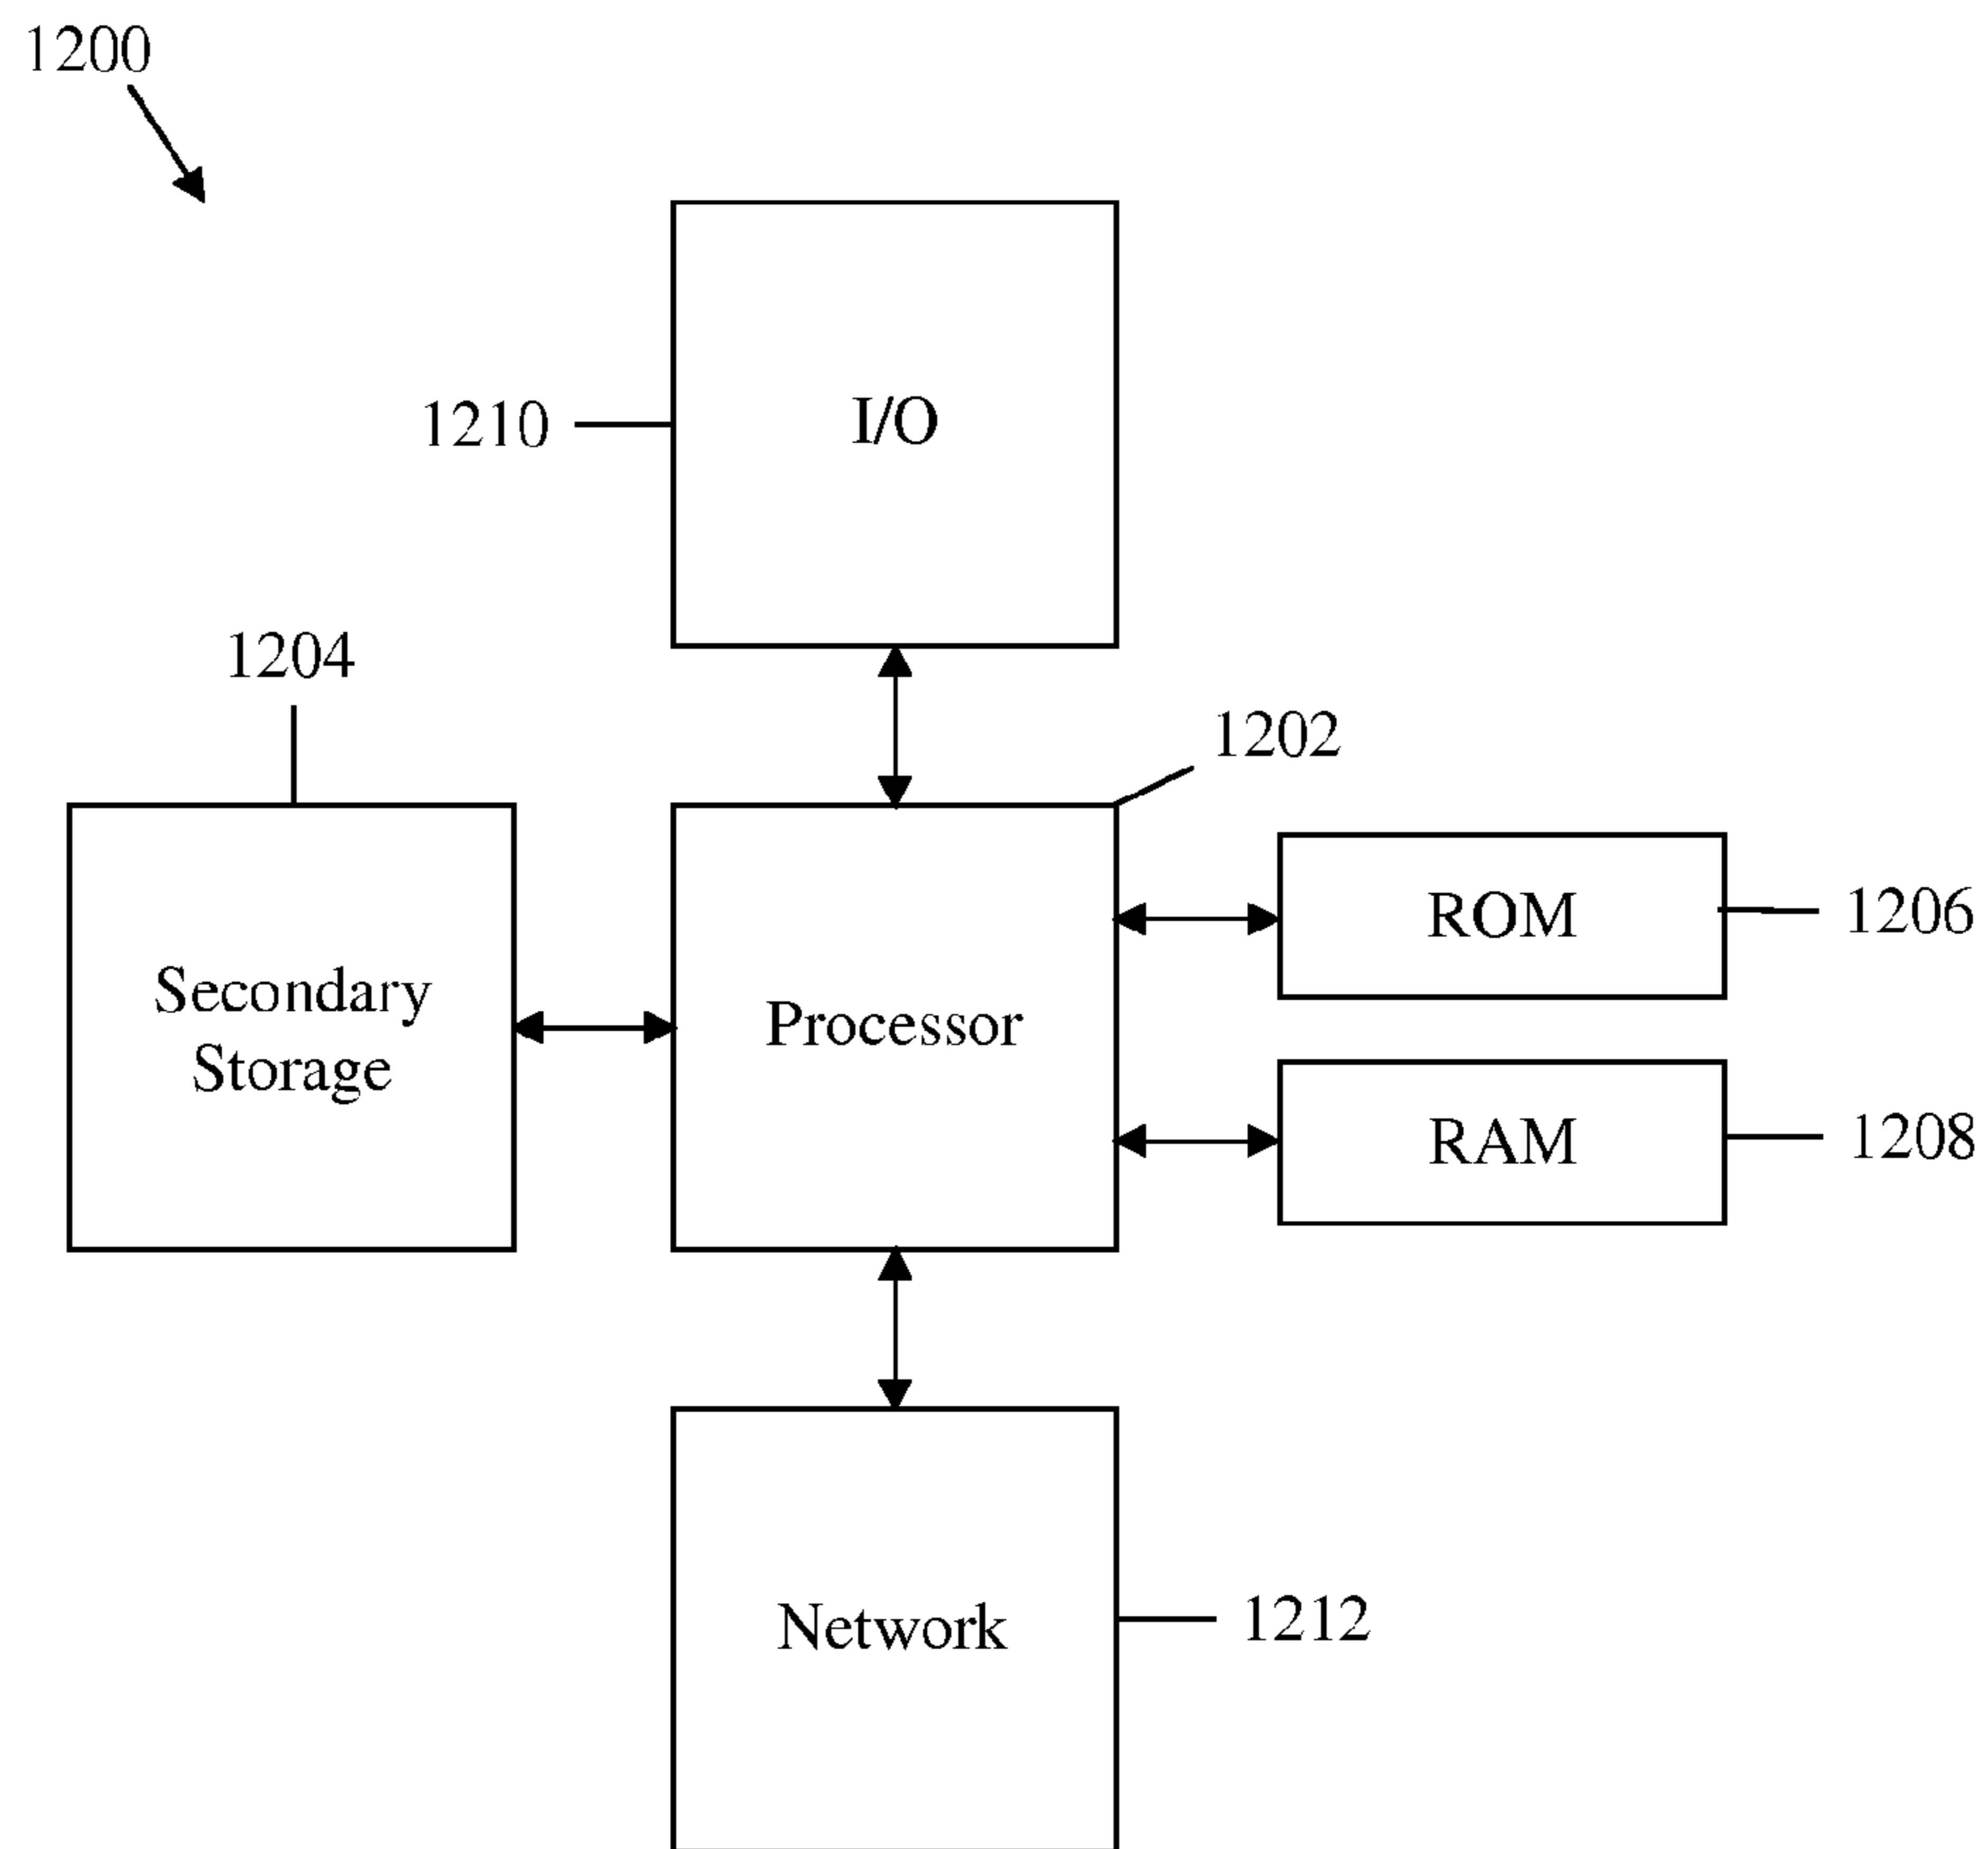 1200
1210
I/O
1204
1202
Secondary
Storage
Processor
ROM
1206
RAM
1208
Network
1212